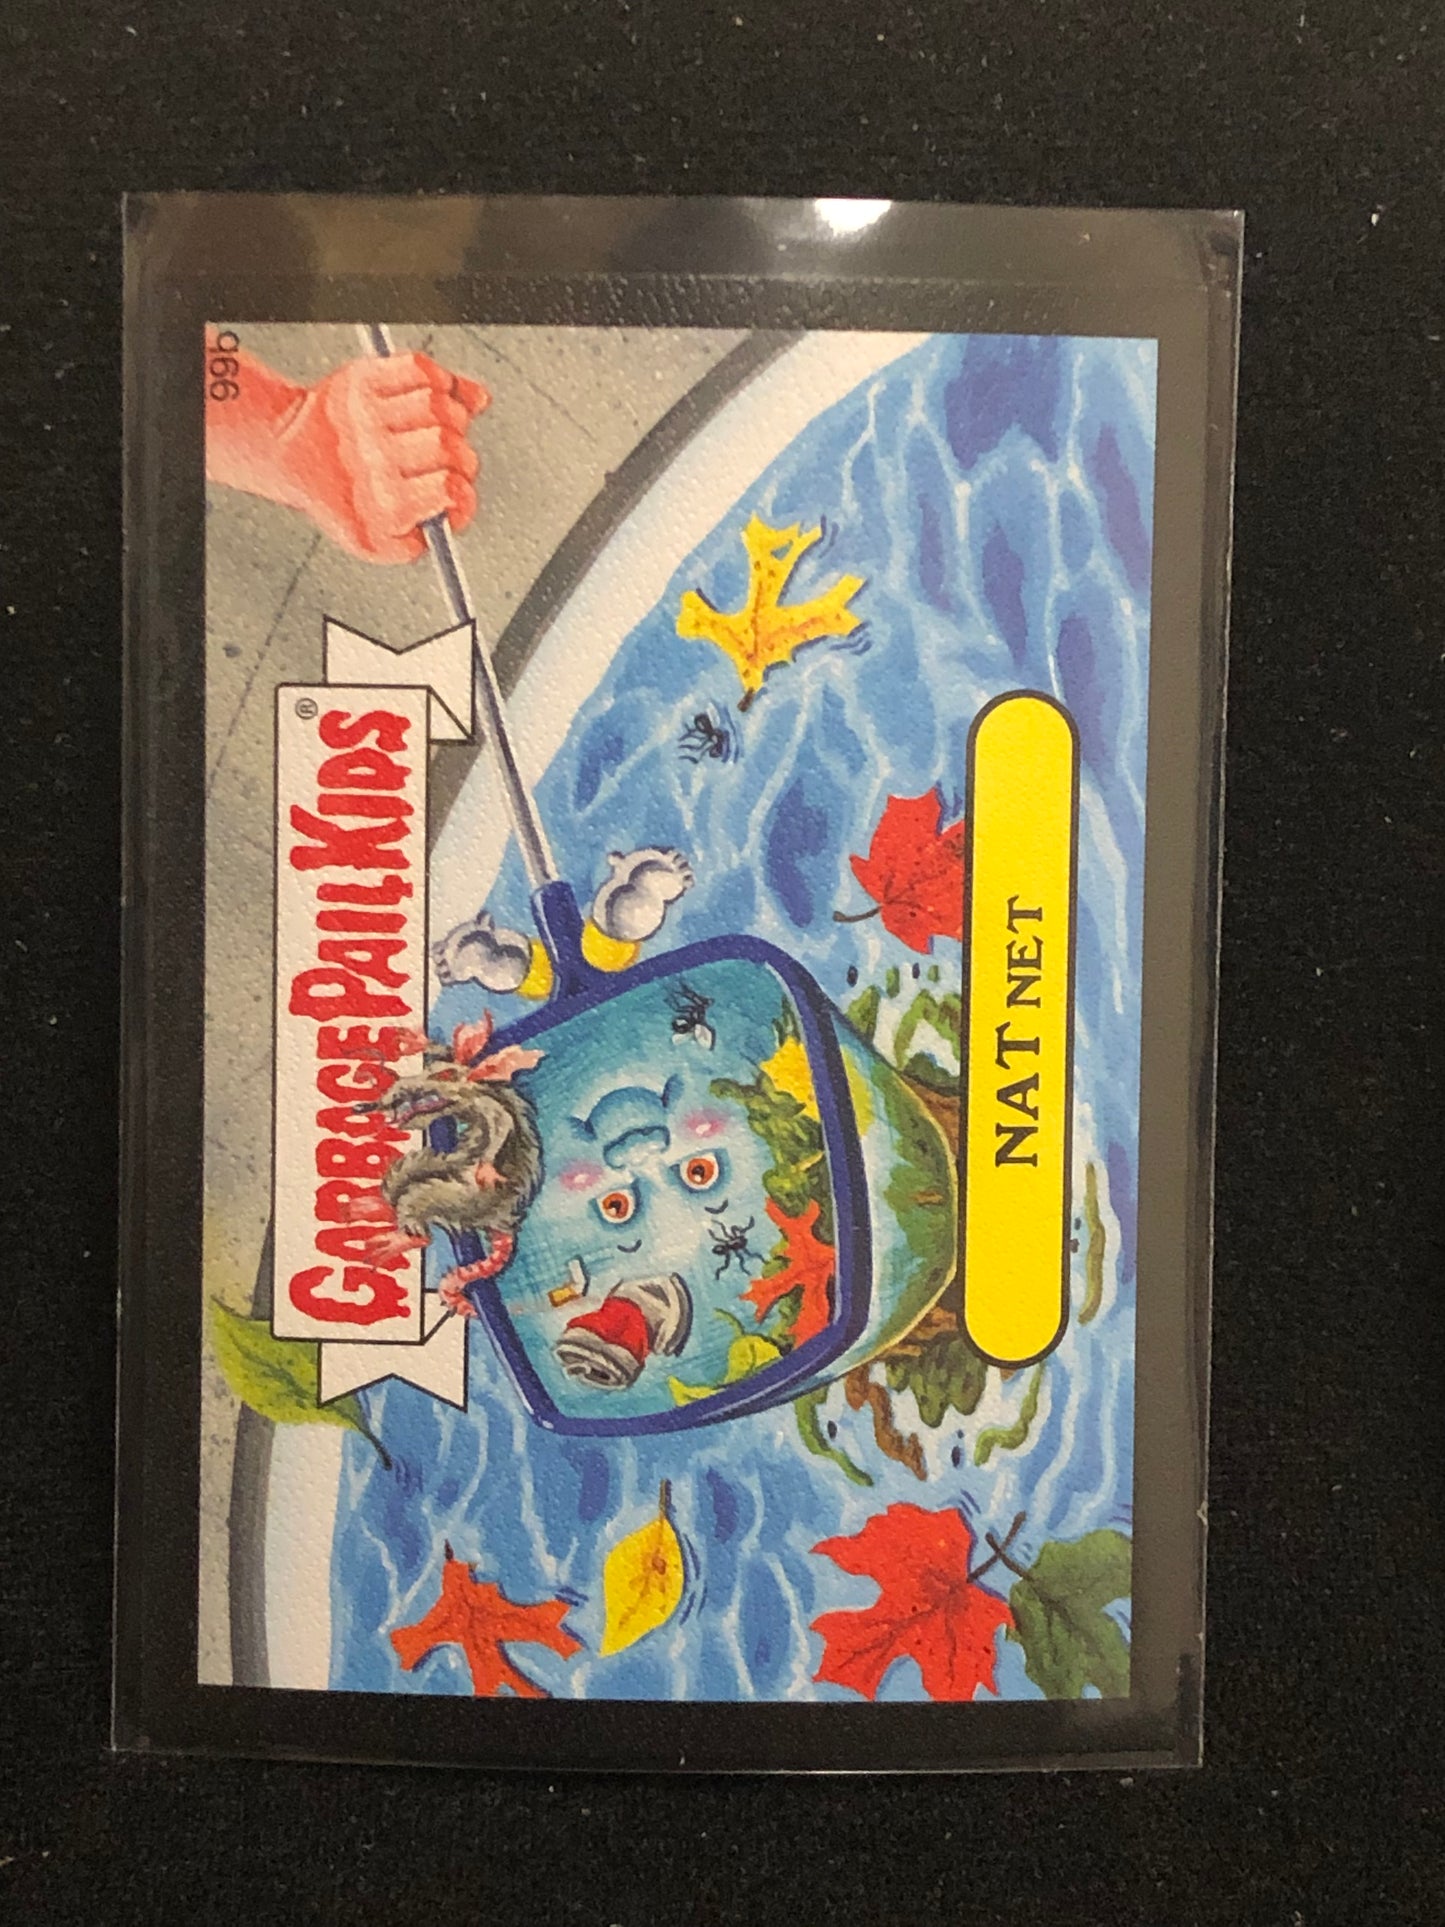 99b
GARBAGE PAIL KIDS®
NAT NET